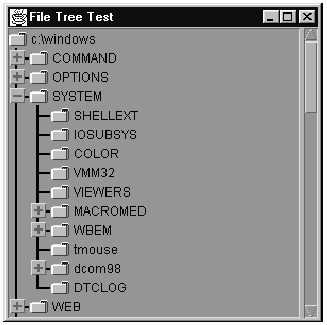 File Tree Test
c:\windows
COMMAND
OPTIONS
SYSTEM
SHELLEXT
IOSUBSYS
COLOR
VMM32
VIEWERS
MACROMED
WBEM
tmouse
dcom98
DTCLOG
WEB